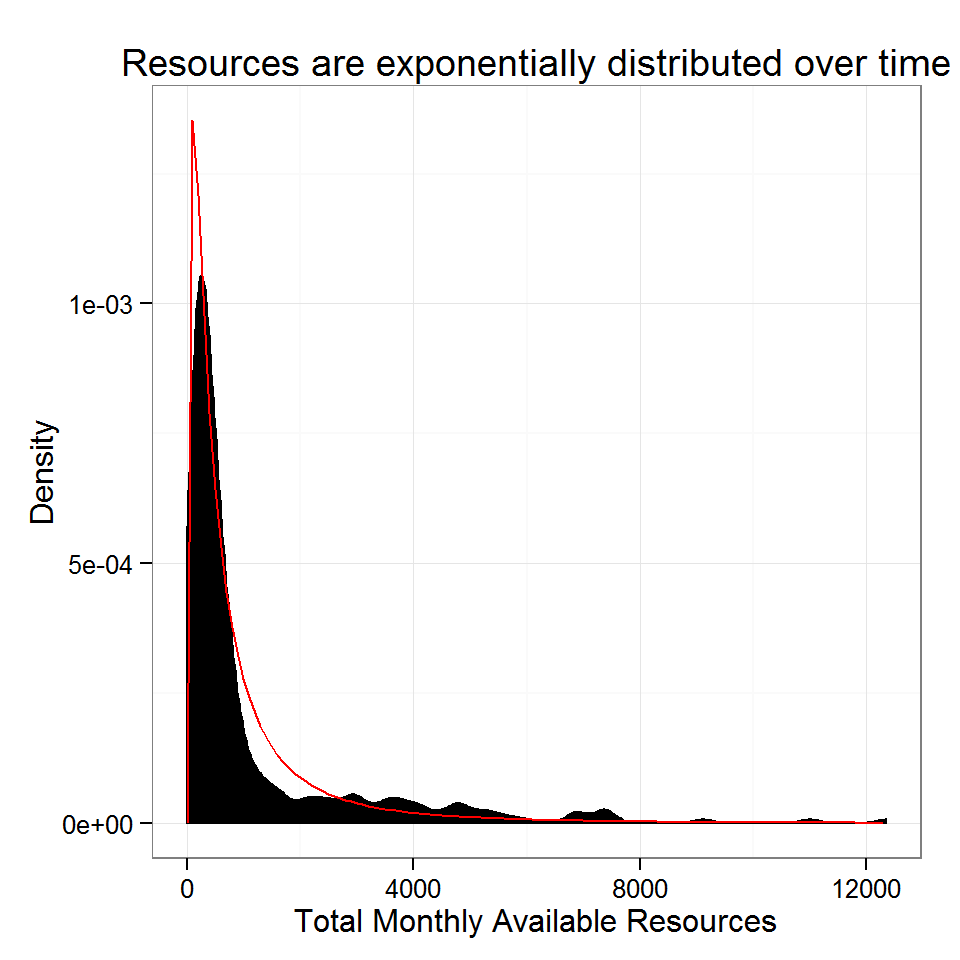 Resources are exponentially distributed over time
Density
1e-03
5e-04
0e+00
0 4000 8000 12000
Total Monthly Available Resources